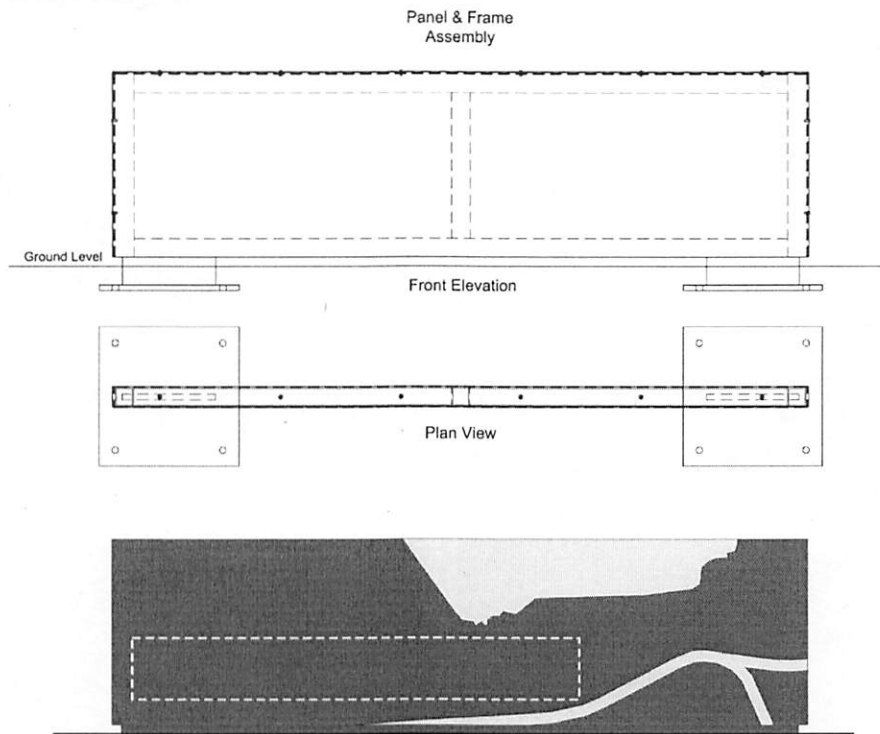 Panel & Frame
Assembly
Ground Level
Front Elevation
Plan View